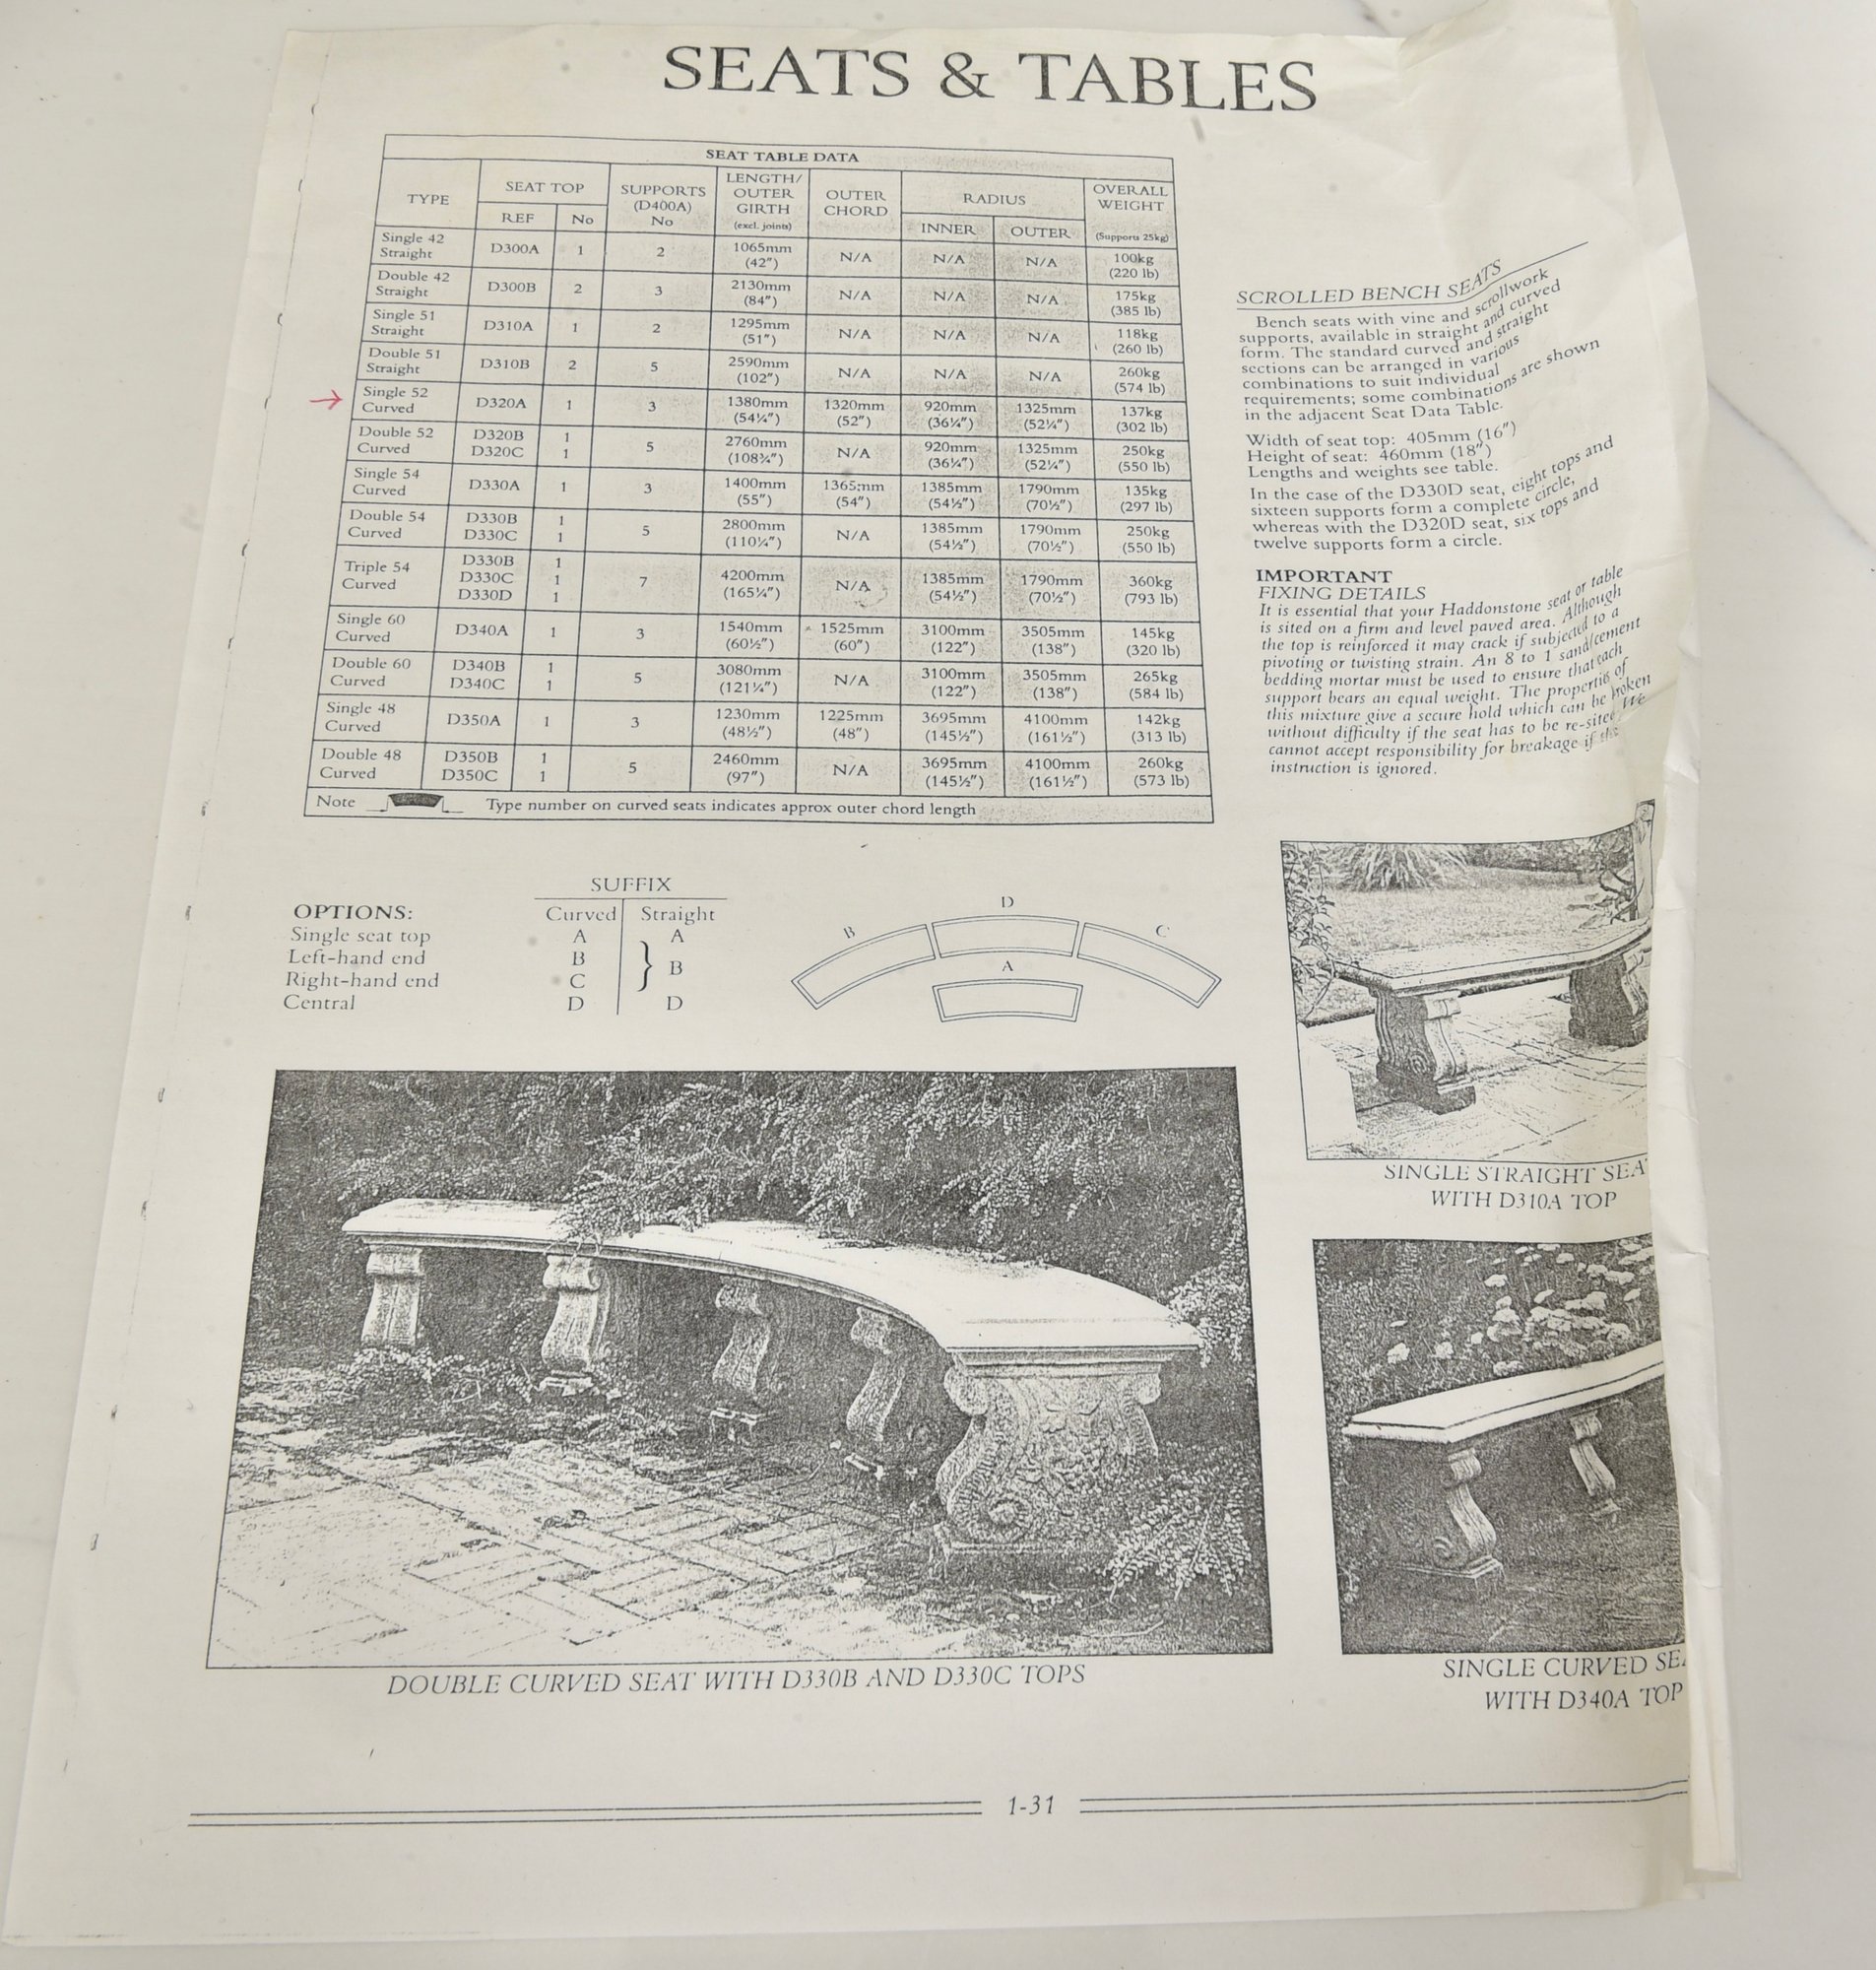 SEATS & TABLES
SEAT TABLE DATA
TYPE SEAT TOP SUPPORTS (D400A) No LENGTH/ OUTER GIRTH (excl. joints) OUTER CHORD RADIUS OVERALL WEIGHT (Supports 25kg)
REF No INNER OUTER
Single 42 Straight D300A 1 2 1065mm (42") N/A N/A N/A 100kg (220 lb)
Double 42 Straight D300B 2 3 2130mm (84") N/A N/A N/A 175kg (385 lb)
Single 51 Straight D310A 1 2 1295mm (51") N/A N/A N/A 118kg (260 lb)
Double 51 Straight D310B 2 5 2590mm (102") N/A N/A N/A 260kg (574 lb)
Single 52 Curved D320A 1 3 1380mm (54¼") 1320mm (52") 920mm (36¼") 1325mm (52¼") 137kg (302 lb)
Double 52 Curved D320B 1 D320C 1 5 2760mm (108¾") N/A 920mm (36¼") 1325mm (52¼") 250kg (550 lb)
Single 54 Curved D330A 1 3 1400mm (55") 1365mm (54") 1385mm (54½") 1790mm (70½") 135kg (297 lb)
Double 54 Curved D330B 1 D330C 1 5 2800mm (110¼") N/A 1385mm (54½") 1790mm (70½") 250kg (550 lb)
Triple 54 Curved D330B 1 D330C 1 D330D 1 7 4200mm (165¼") N/A 1385mm (54½") 1790mm (70½") 360kg (793 lb)
Single 60 Curved D340A 1 3 1540mm (60½") 1525mm (60") 3100mm (122") 3505mm (138") 145kg (320 lb)
Double 60 Curved D340B 1 D340C 1 5 3080mm (121¼") N/A 3100mm (122") 3505mm (138") 265kg (584 lb)
Single 48 Curved D350A 1 3 1230mm (48½") 1225mm (48") 3695mm (145½") 4100mm (161½") 142kg (313 lb)
Double 48 Curved D350B 1 D350C 1 5 2460mm (97") N/A 3695mm (145½") 4100mm (161½") 260kg (573 lb)
Note Type number on curved seats indicates approx outer chord length
SCROLLED BENCH SEATS
Bench seats with vine and scrollwork
supports, available in straight and curved
form. The standard curved and straight
sections can be arranged in various
combinations to suit individual
requirements; some combinations are shown
in the adjacent Seat Data Table.
Width of seat top: 405mm (16")
Height of seat: 460mm (18")
Lengths and weights see table.
In the case of the D330D seat, eight tops and
sixteen supports form a complete circle,
whereas with the D320D seat, six tops and
twelve supports form a circle.
IMPORTANT
FIXING DETAILS
It is essential that your Haddonstone seat or table
is sited on a firm and level paved area. Although
the top is reinforced it may crack if subjected to a
pivoting or twisting strain. An 8 to 1 sand/cement
bedding mortar must be used to ensure that each
support bears an equal weight. The properties of
this mixture give a secure hold which can be broken
without difficulty if the seat has to be re-sited. We
cannot accept responsibility for breakage if this
instruction is ignored.
OPTIONS:
SUFFIX
Curved Straight
Single seat top A A
Left-hand end B B
Right-hand end C
Central D D
B D C
A
SINGLE STRAIGHT SEA
WITH D310A TOP
DOUBLE CURVED SEAT WITH D330B AND D330C TOPS
SINGLE CURVED SEA
WITH D340A TOP
1-31